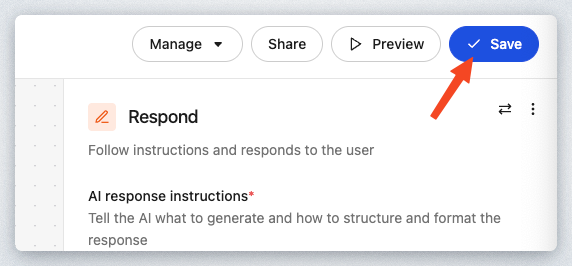 Manage
Share
Preview
Save
Respond
Follow instructions and responds to the user
AI response instructions*
Tell the AI what to generate and how to structure and format the
response